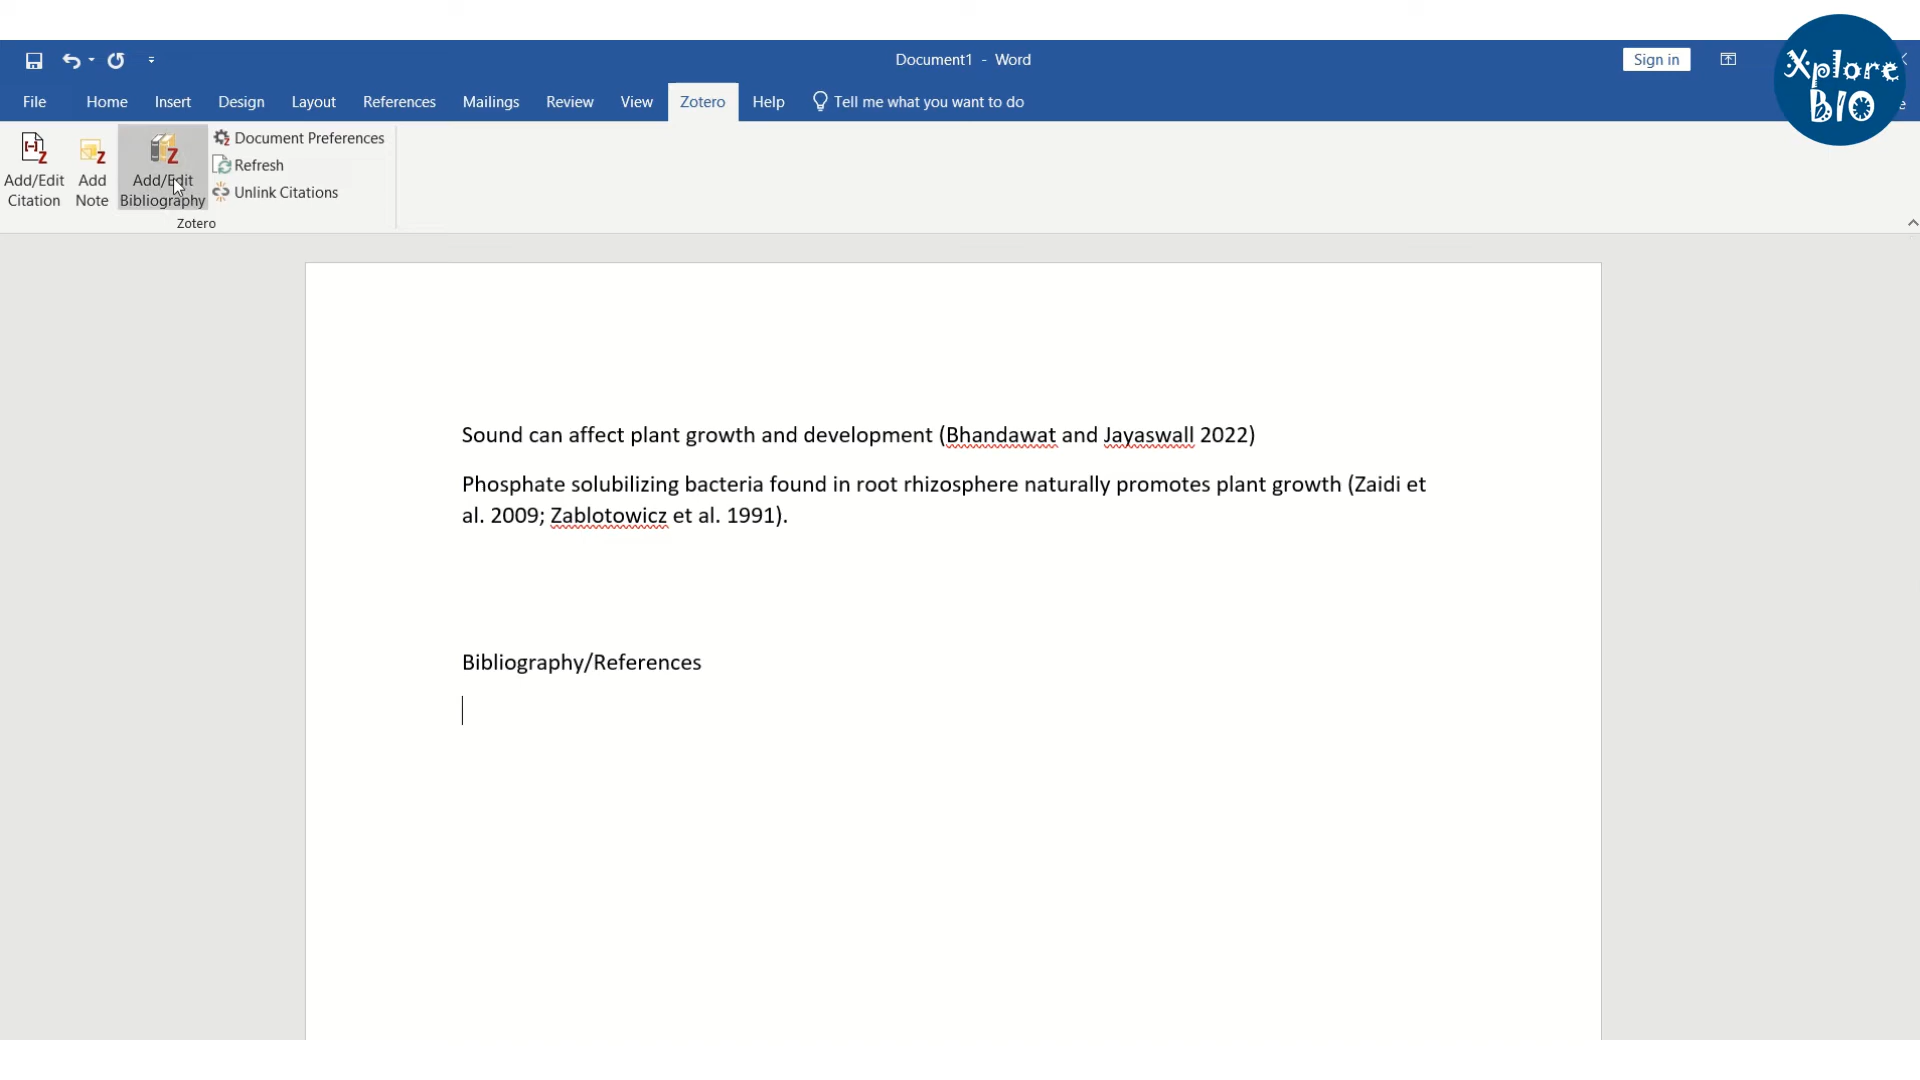 Document1 - Word
Sign in
Xplore
BIO
File Home Insert Design Layout References Mailings Review View Zotero Help Tell me what you want to do
Add/Edit
Citation
Add
Note
Add/Edit
Bibliography
Document Preferences
Refresh
Unlink Citations
Zotero
Sound can affect plant growth and development (Bhandawat and Jayaswall 2022)
Phosphate solubilizing bacteria found in root rhizosphere naturally promotes plant growth (Zaidi et
al. 2009; Zablotowicz et al. 1991).
Bibliography/References